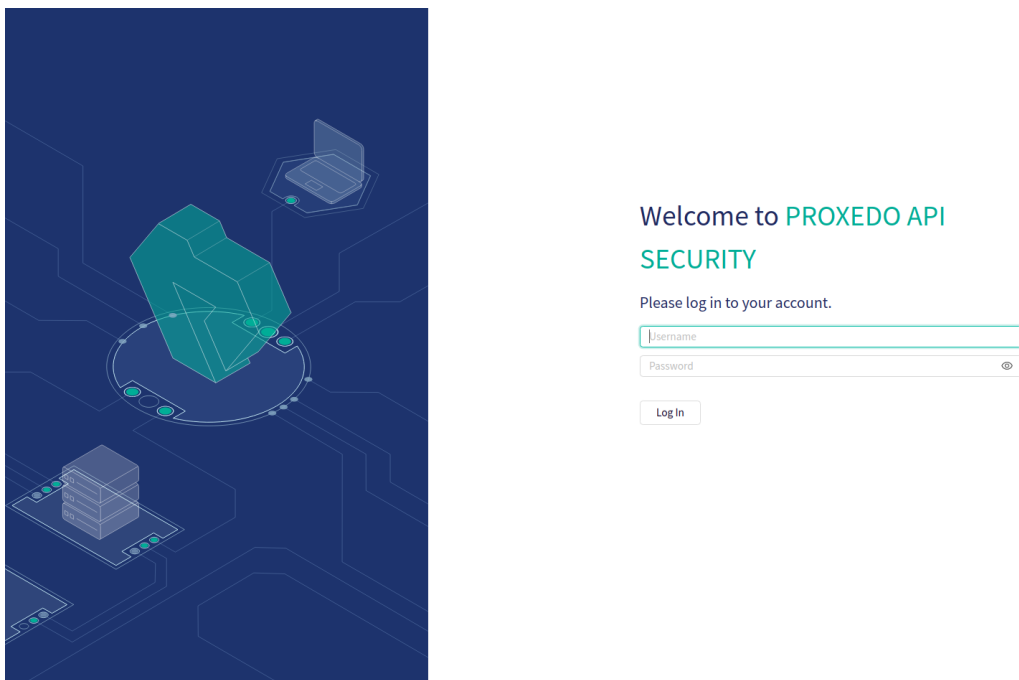 Welcome to PROXEDO API
SECURITY
Please log in to your account.
Username
Password
Log In